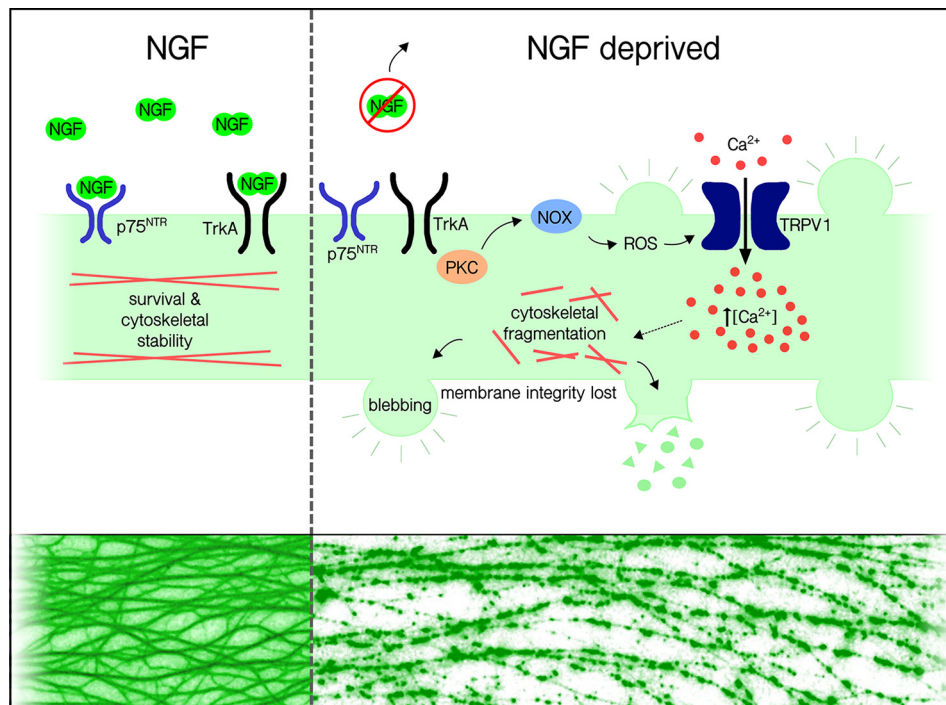 NGF
NGF deprived
NGF
NGF
NGF
NGF
NGF
NGF
p75NTR
TrkA
survival &
cytoskeletal
stability
p75NTR
TrkA
PKC
NOX
ROS
Ca2+
TRPV1
↑[Ca2+]
cytoskeletal
fragmentation
blebbing
membrane integrity lost